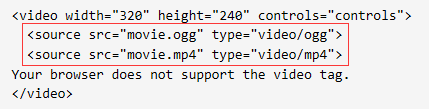 <video width="320" height="240" controls="controls">
<source src="movie.ogg" type="video/ogg">
<source src="movie.mp4" type="video/mp4">
Your browser does not support the video tag.
</video>